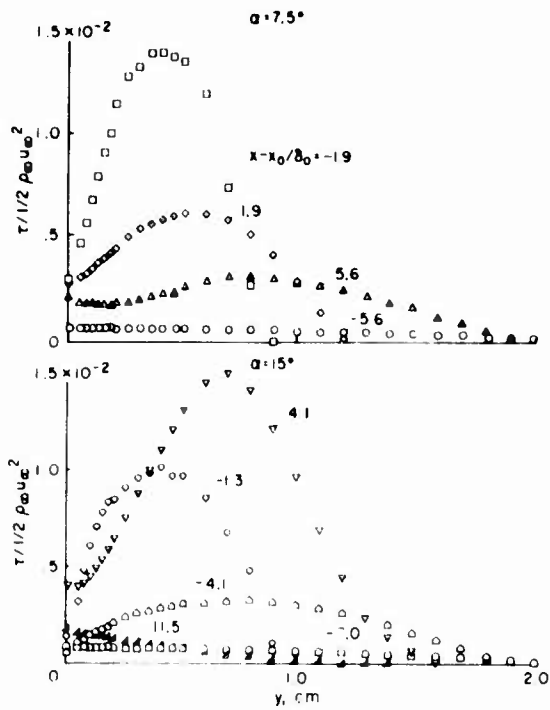 α = 7.5°
1.5 × 10⁻²
1.0
.5
0
τ/1/2 ρ∞ u∞²
x-x₀/δ₀ = -1.9
1.9
5.6
-5.6
α = 15°
1.5 × 10⁻²
1.0
.5
0
τ/1/2 ρ∞ u∞²
4.1
-1.3
-4.1
11.5
1.0
2.0
y, cm